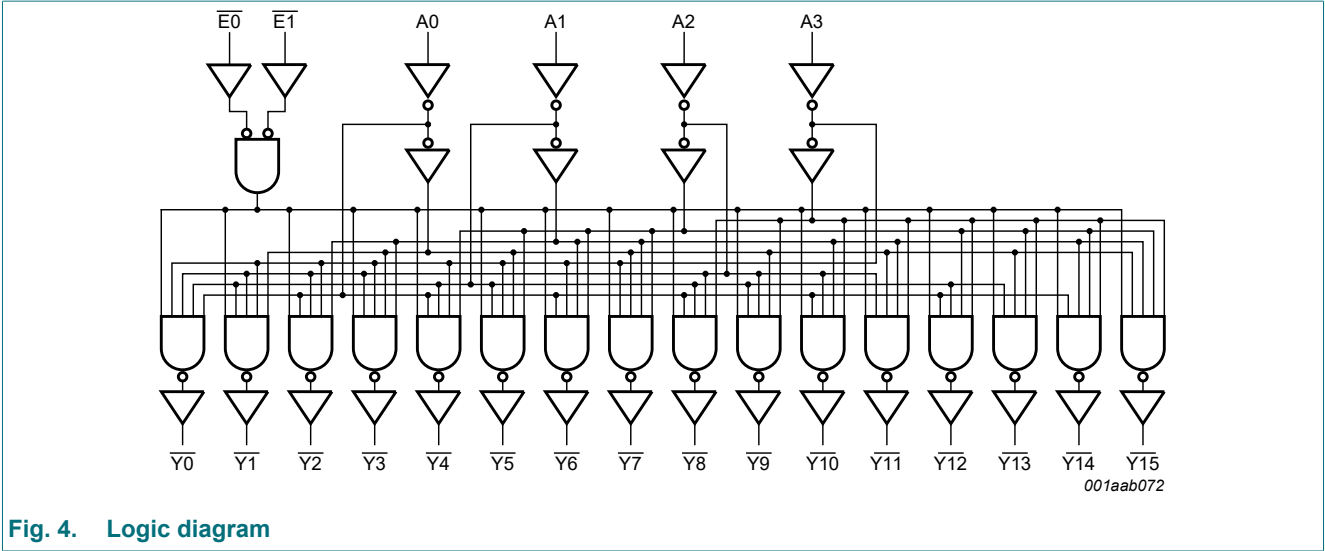 E0 E1 A0 A1 A2 A3
Y0 Y1 Y2 Y3 Y4 Y5 Y6 Y7 Y8 Y9 Y10 Y11 Y12 Y13 Y14 Y15
001aab072
Fig. 4. Logic diagram